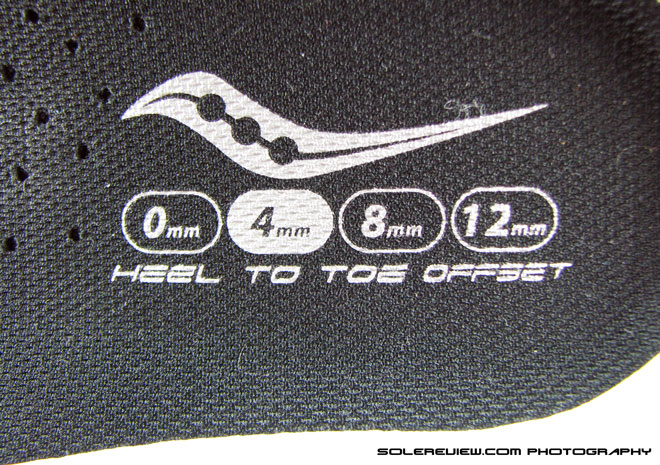 0mm 4mm 8mm 12mm
HEEL TO TOE OFFSET
SOLEREVIEW.COM PHOTOGRAPHY